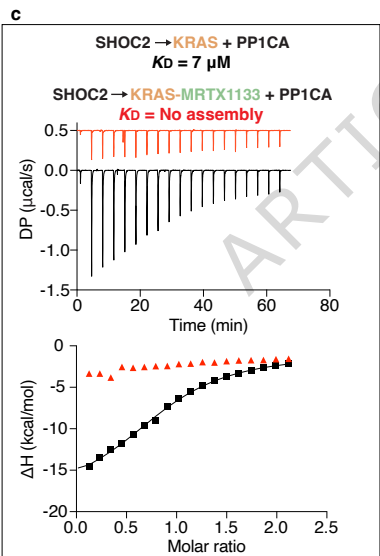 c
SHOC2 → KRAS + PP1CA
KD = 7 µM
SHOC2 → KRAS-MRTX1133 + PP1CA
KD = No assembly
0.5
0.0
-0.5
-1.0
-1.5
DP (µcal/s)
0 20 40 60 80
Time (min)
0
-5
-10
-15
-20
ΔH (kcal/mol)
0.0 0.5 1.0 1.5 2.0 2.5
Molar ratio
ARTIC